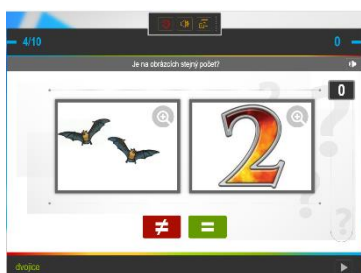 4/10
0
Je na obrázcích stejný počet?
0
2
≠ =
dvojice